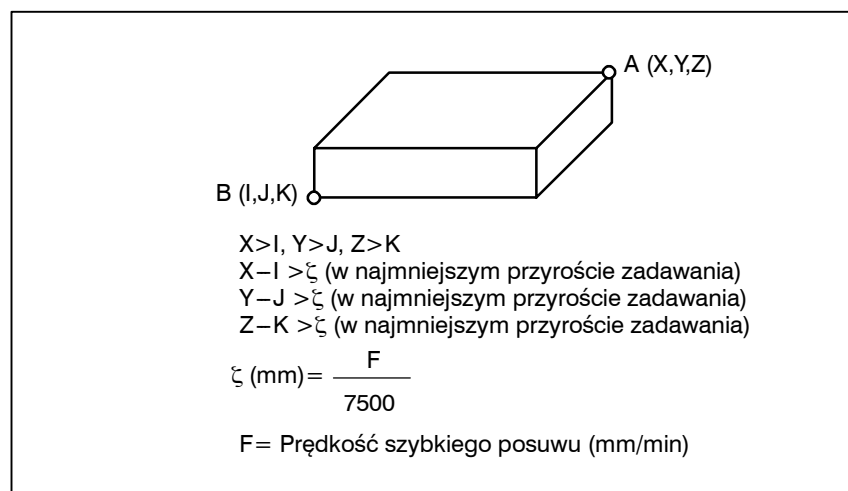 A (X,Y,Z)
B (I,J,K)
X>I, Y>J, Z>K
X−I >ζ (w najmniejszym przyroście zadawania)
Y−J >ζ (w najmniejszym przyroście zadawania)
Z−K >ζ (w najmniejszym przyroście zadawania)
ζ (mm)= F
7500
F= Prędkość szybkiego posuwu (mm/min)